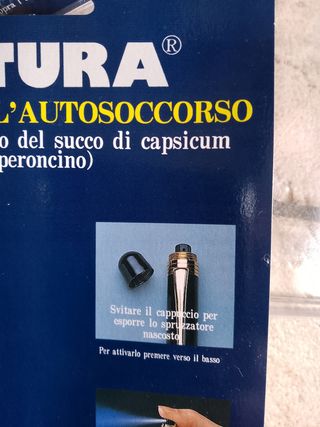 opra i
TURA®
L'AUTOSOCCORSO
o del succo di capsicum
peroncino)
Svitare il cappuccio per
esporre lo spruzzatore
nascosto
Per attivarlo premere verso il basso